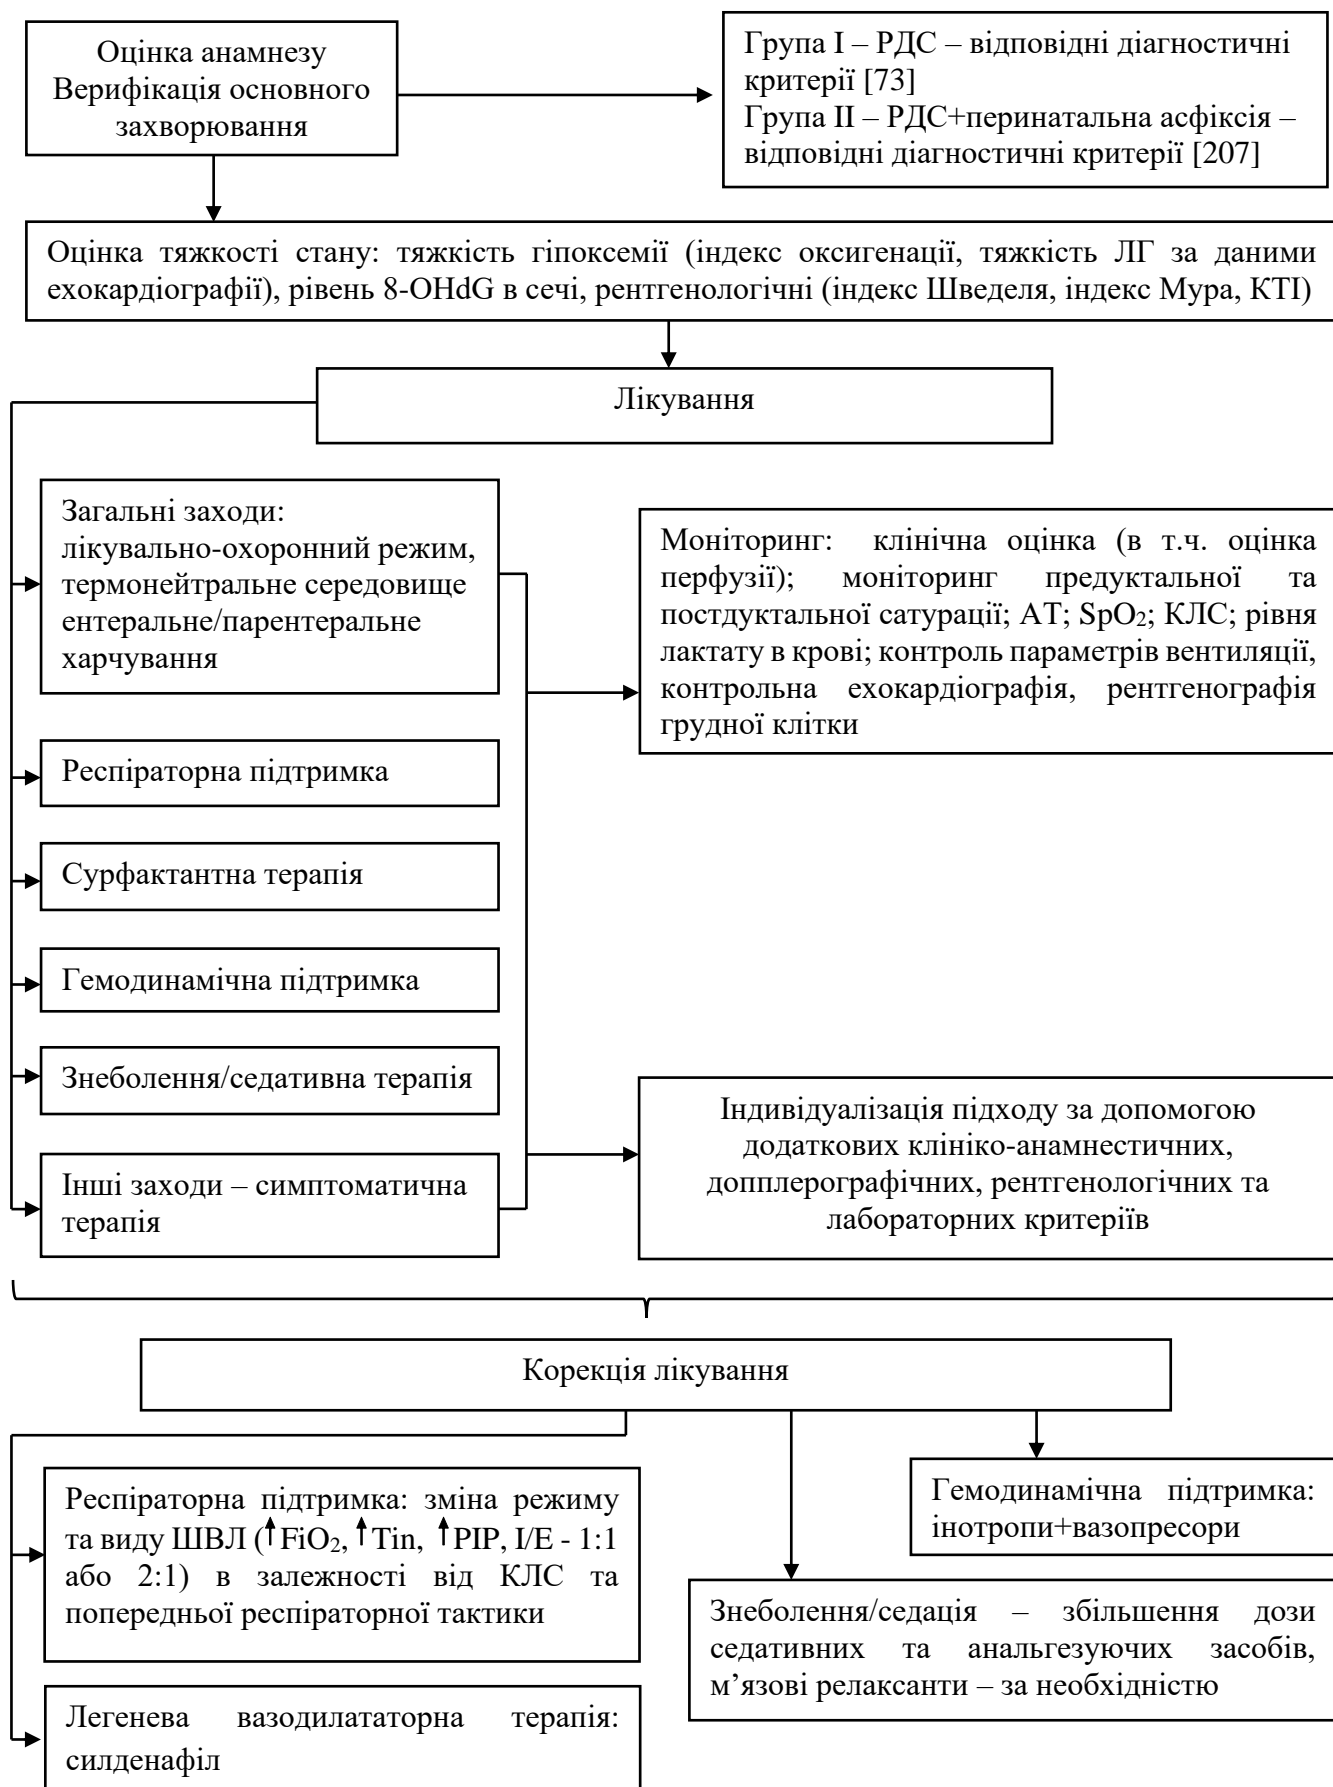 Оцінка анамнезу
Верифікація основного
захворювання
Група I – РДС – відповідні діагностичні
критерії [73]
Група II – РДС+перинатальна асфіксія –
відповідні діагностичні критерії [207]
Оцінка тяжкості стану: тяжкість гіпоксемії (індекс оксигенації, тяжкість ЛГ за даними
ехокардіографії), рівень 8-OHdG в сечі, рентгенологічні (індекс Шведеля, індекс Мура, КТІ)
Лікування
Загальні заходи:
лікувально-охоронний режим,
термонейтральне середовище
ентеральне/парентеральне
харчування
Моніторинг: клінічна оцінка (в т.ч. оцінка
перфузії); моніторинг предуктальної та
постдуктальної сатурації; АТ; SpO₂; КЛС; рівня
лактату в крові; контроль параметрів вентиляції,
контрольна ехокардіографія, рентгенографія
грудної клітки
Респіраторна підтримка
Сурфактантна терапія
Гемодинамічна підтримка
Знеболення/седативна терапія
Інші заходи – симптоматична
терапія
Індивідуалізація підходу за допомогою
додаткових клініко-анамнестичних,
допплерографічних, рентгенологічних та
лабораторних критеріїв
Корекція лікування
Респіраторна підтримка: зміна режиму
та виду ШВЛ (↑FiO₂, ↑Tin, ↑PIP, I/E - 1:1
або 2:1) в залежності від КЛС та
попередньої респіраторної тактики
Гемодинамічна підтримка:
інотропи+вазопресори
Знеболення/седація – збільшення дози
седативних та анальгезуючих засобів,
м’язові релаксанти – за необхідністю
Легенева вазодилататорна терапія:
силденафіл